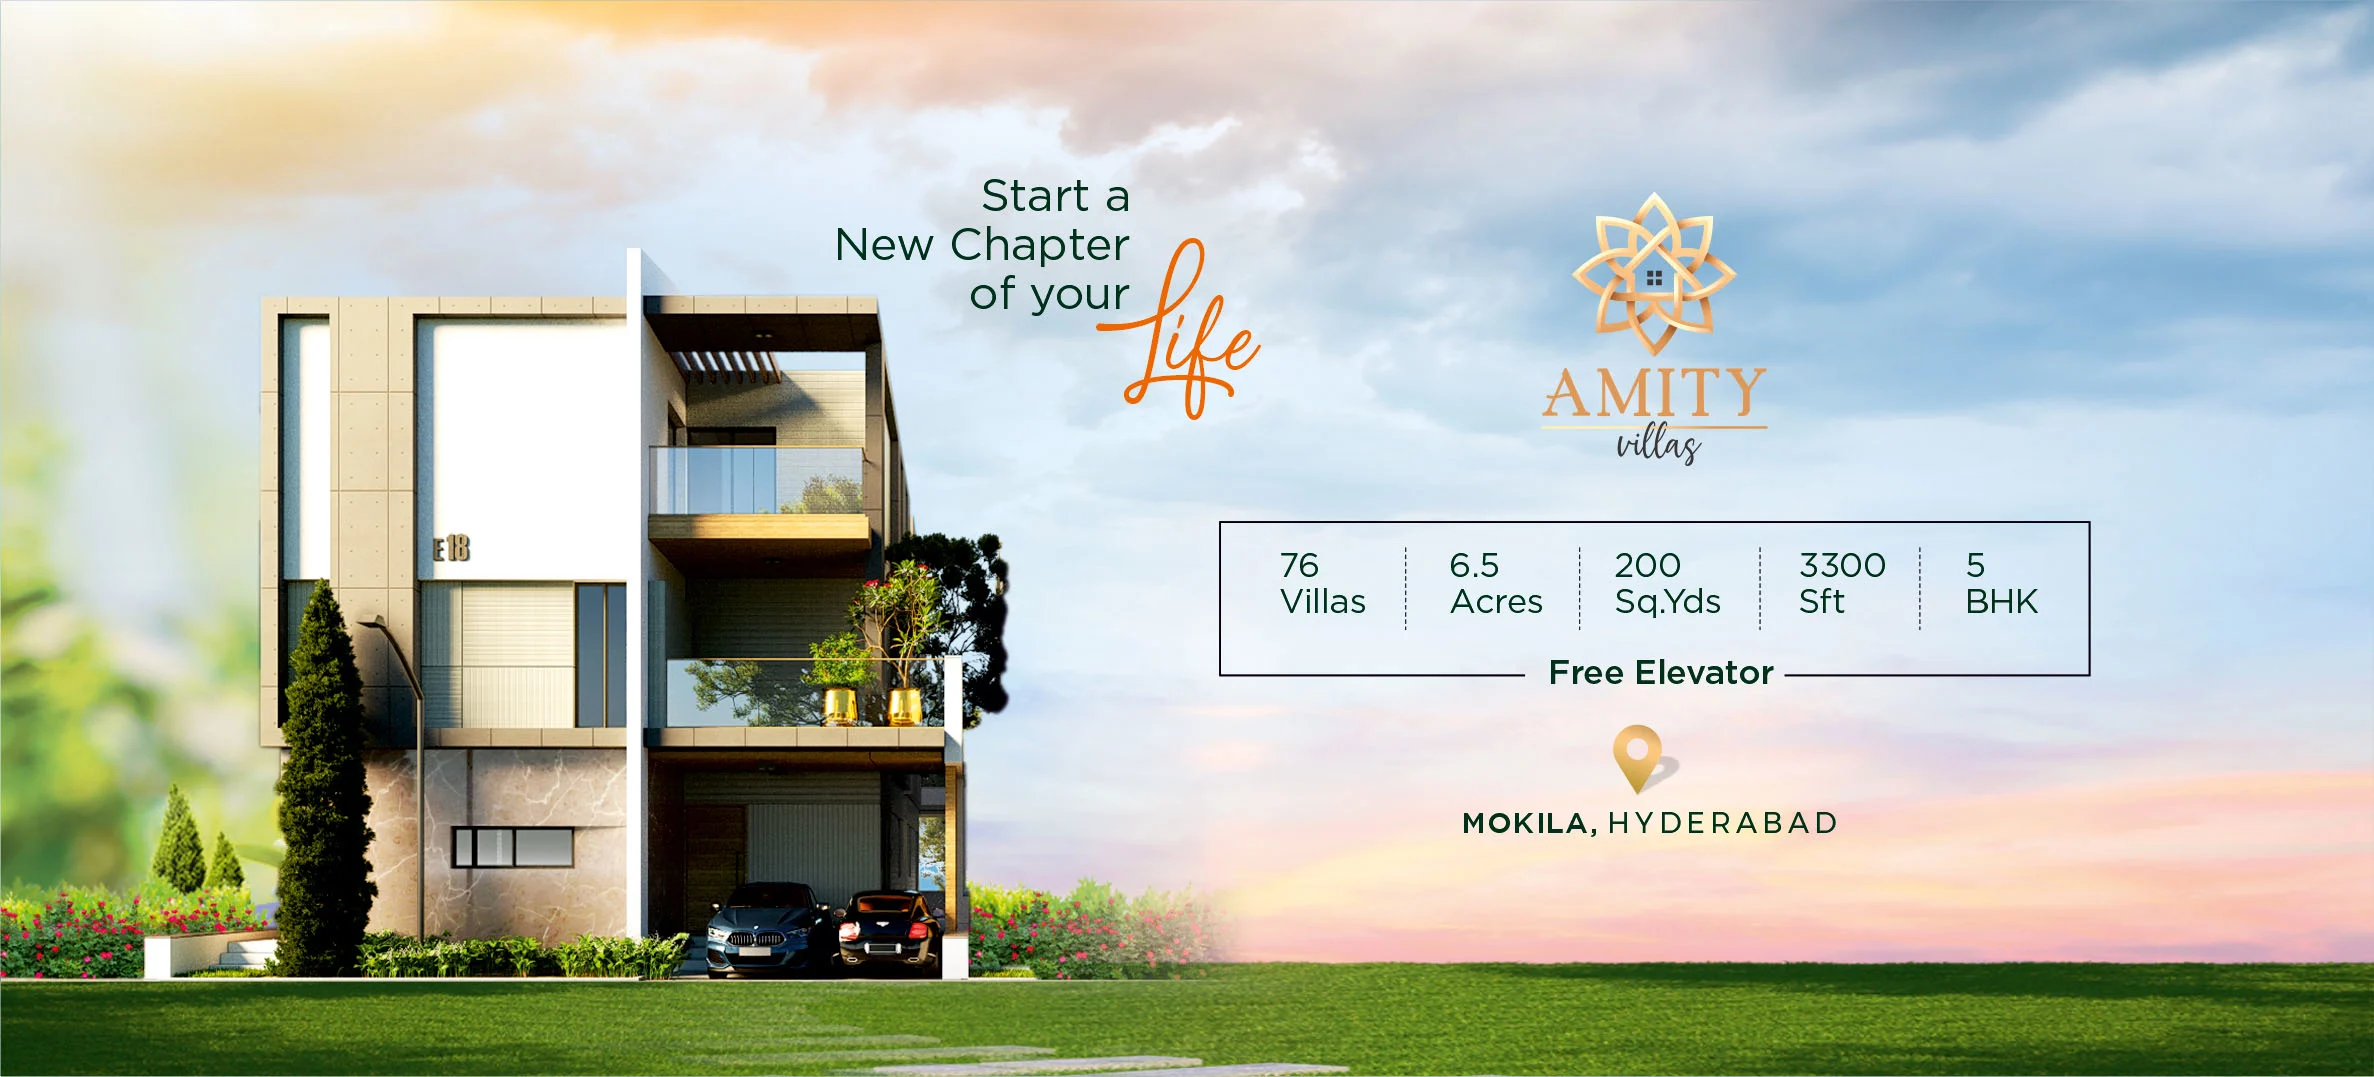 Start a
New Chapter
of your
Life
AMITY
villas
76
Villas
6.5
Acres
200
Sq.Yds
3300
Sft
5
BHK
Free Elevator
MOKILA, HYDERABAD
E18